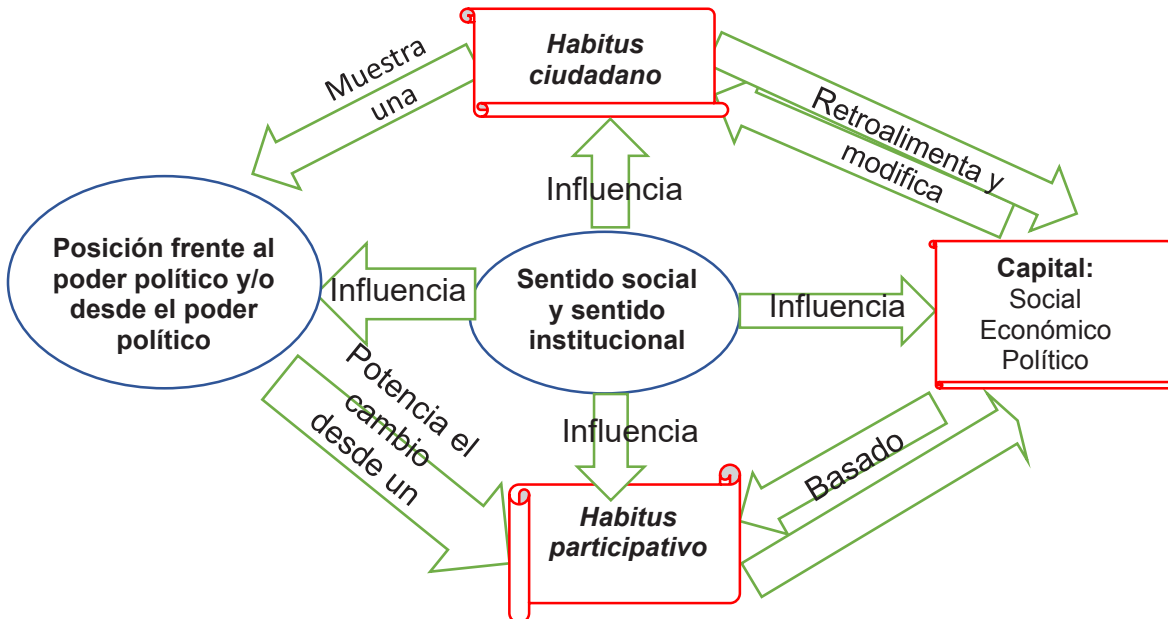 Habitus
ciudadano
Muestra
una
Retroalimenta y
modifica
Influencia
Posición frente al
poder político y/o
desde el poder
político
Influencia
Sentido social
y sentido
institucional
Influencia
Capital:
Social
Económico
Político
Potencia el
cambio
desde un
Influencia
Basado
Habitus
participativo